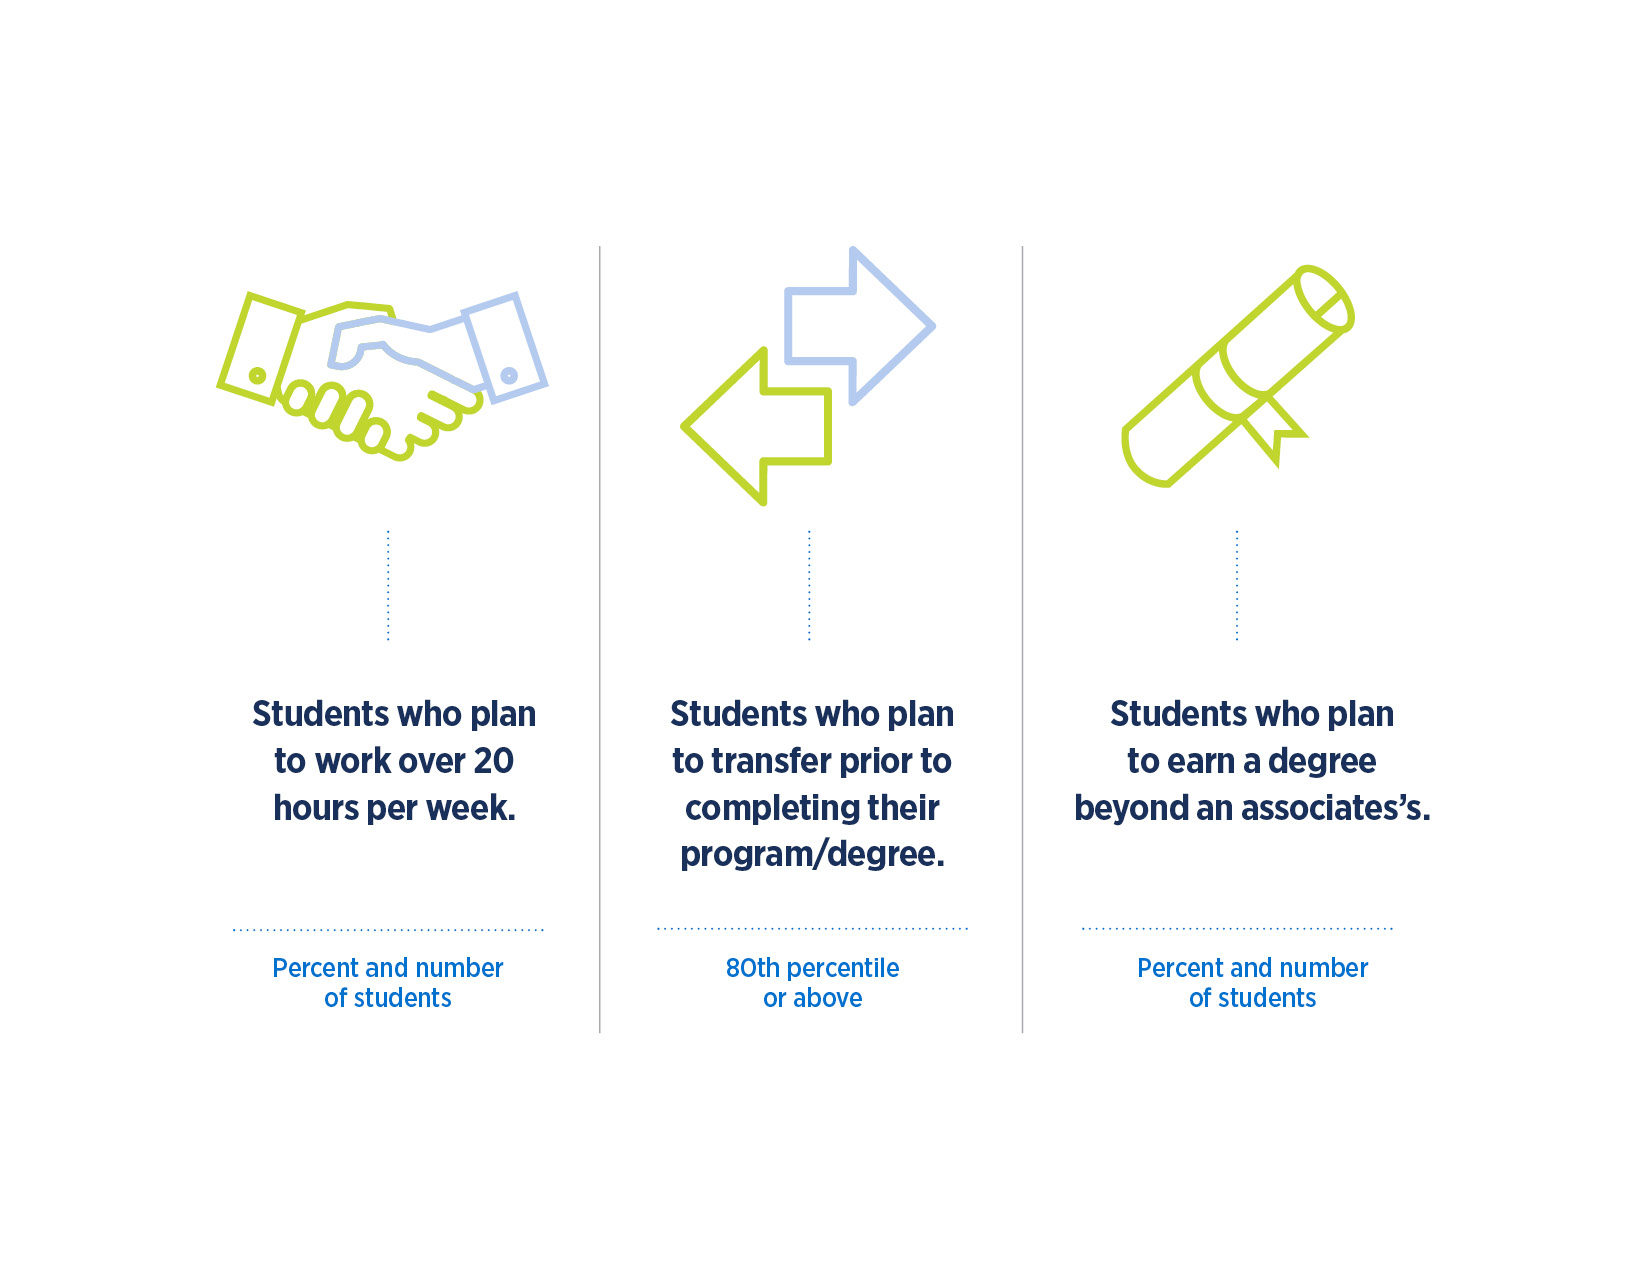 Students who plan
to work over 20
hours per week.
Percent and number
of students
Students who plan
to transfer prior to
completing their
program/degree.
80th percentile
or above
Students who plan
to earn a degree
beyond an associates’s.
Percent and number
of students